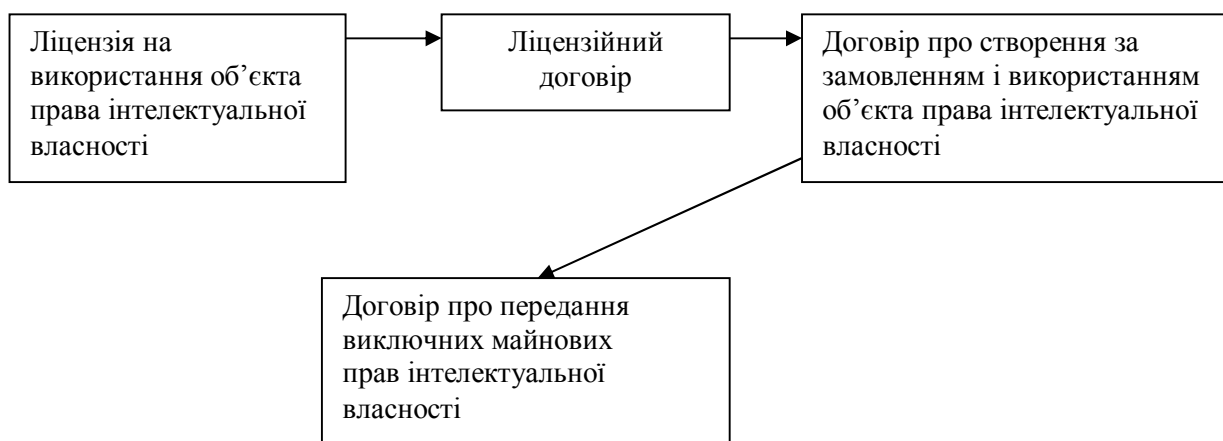 Ліцензія на
використання об’єкта
права інтелектуальної
власності
Ліцензійний
договір
Договір про створення за
замовленням і використанням
об’єкта права інтелектуальної
власності
Договір про передання
виключних майнових
прав інтелектуальної
власності